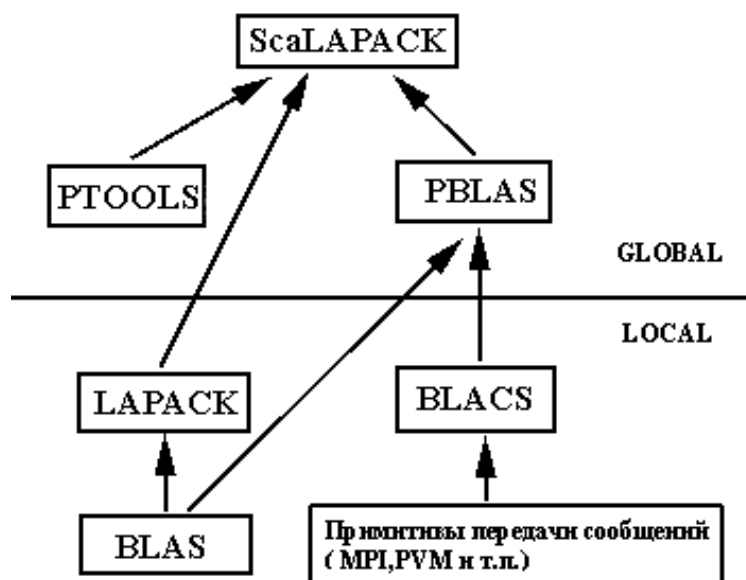 ScaLAPACK
PTOOLS
PBLAS
GLOBAL
LOCAL
LAPACK
BLACS
BLAS
Примитивы передачи сообщений
( MPI,PVM и т.п.)